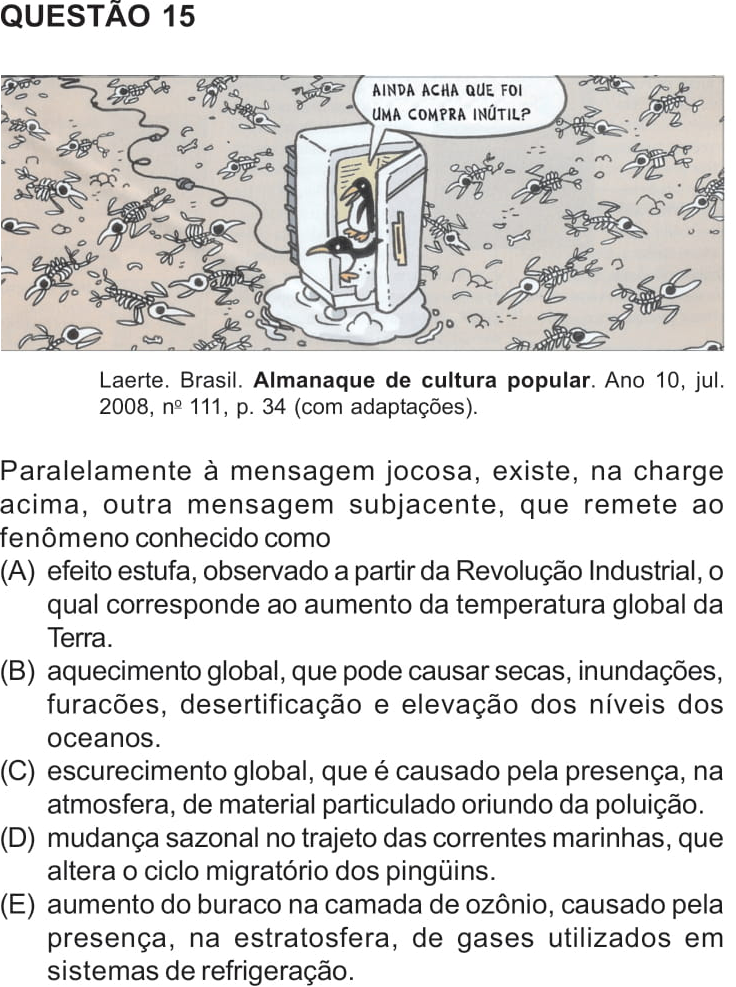 QUESTÃO 15
AINDA ACHA QUE FOI
UMA COMPRA INÚTIL?
Laerte. Brasil. Almanaque de cultura popular. Ano 10, jul.
2008, nº 111, p. 34 (com adaptações).
Paralelamente à mensagem jocosa, existe, na charge
acima, outra mensagem subjacente, que remete ao
fenômeno conhecido como
(A) efeito estufa, observado a partir da Revolução Industrial, o
qual corresponde ao aumento da temperatura global da
Terra.
(B) aquecimento global, que pode causar secas, inundações,
furacões, desertificação e elevação dos níveis dos
oceanos.
(C) escurecimento global, que é causado pela presença, na
atmosfera, de material particulado oriundo da poluição.
(D) mudança sazonal no trajeto das correntes marinhas, que
altera o ciclo migratório dos pingüins.
(E) aumento do buraco na camada de ozônio, causado pela
presença, na estratosfera, de gases utilizados em
sistemas de refrigeração.